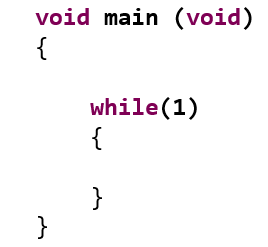 void main (void)
{
while(1)
{
}
}